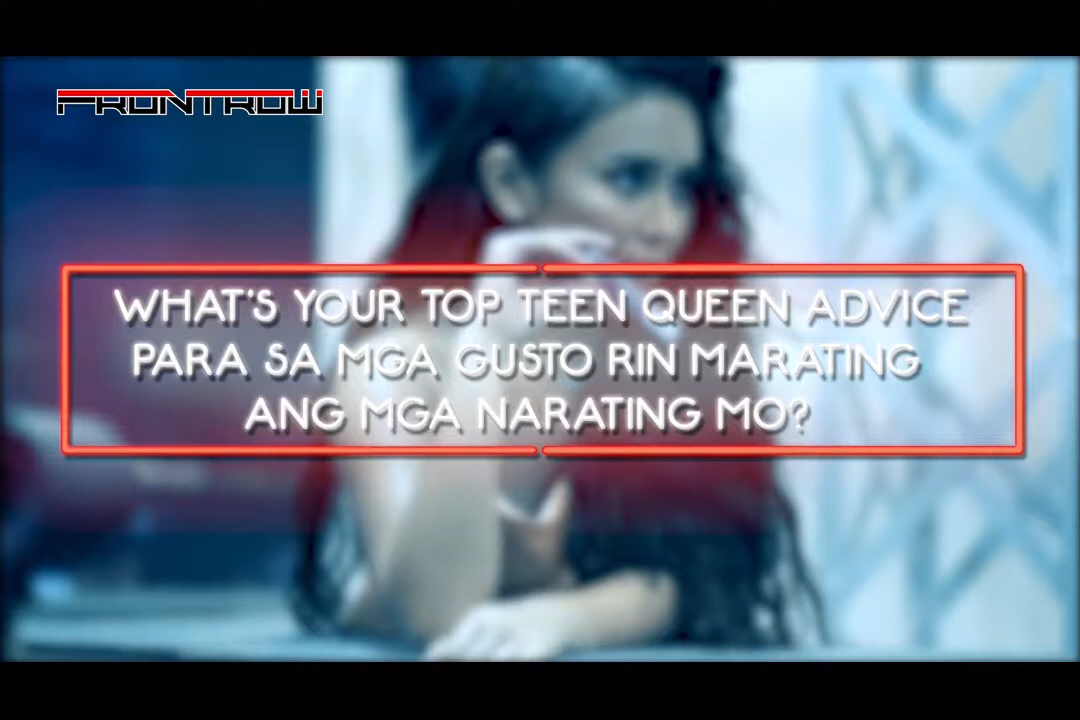 FRONTROW
WHAT'S YOUR TOP TEEN QUEEN ADVICE
PARA SA MGA GUSTO RIN MARATING
ANG MGA NARATING MO?